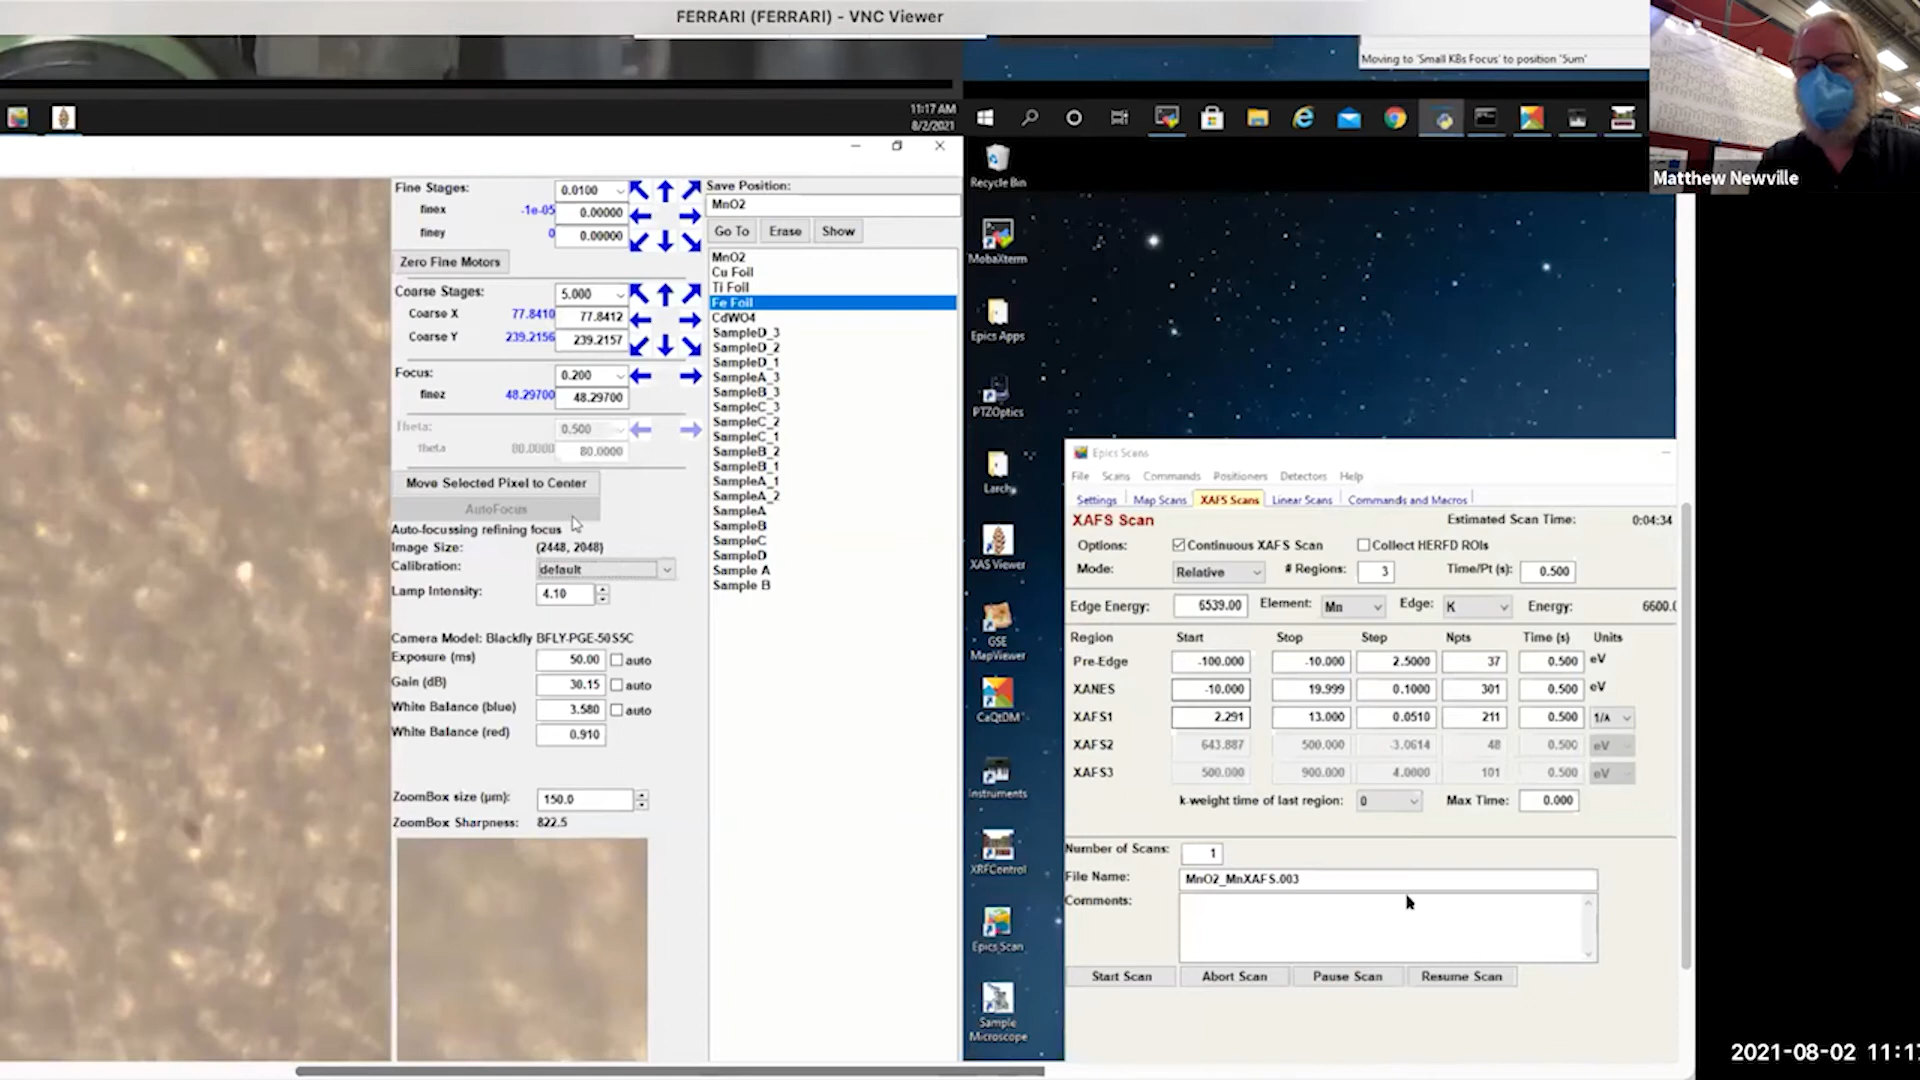 FERRARI (FERRARI) - VNC Viewer
Moving to 'Small KBs Focus' to position '5um'
11:17 AM
8/2/2021
Matthew Newville
Fine Stages:
0.0100
finex
-1e-05
0.00000
finey
0
0.00000
Zero Fine Motors
Coarse Stages:
5.000
Coarse X
77.8410
77.8412
Coarse Y
239.2156
239.2157
Focus:
0.200
finez
48.29700
48.29700
Theta:
0.500
theta
80.0000
80.0000
Move Selected Pixel to Center
AutoFocus
Auto-focussing refining focus
Image Size:
(2448, 2048)
Calibration:
default
Lamp Intensity:
4.10
Camera Model: Blackfly BFLY-PGE-50S5C
Exposure (ms)
50.00
auto
Gain (dB)
30.15
auto
White Balance (blue)
3.580
auto
White Balance (red)
0.910
ZoomBox size (µm):
150.0
ZoomBox Sharpness:
822.5
Save Position:
MnO2
Go To
Erase
Show
MnO2
Cu Foil
Ti Foil
Fe Foil
CdWO4
SampleD_3
SampleD_2
SampleD_1
SampleA_3
SampleB_3
SampleC_3
SampleC_2
SampleC_1
SampleB_2
SampleB_1
SampleA_1
SampleA_2
SampleA
SampleB
SampleC
SampleD
Sample A
Sample B
Recycle Bin
MobaXterm
Epics Apps
PTZOptics
Larch
XAS Viewer
GSE
MapViewer
CaQtDM
Instruments
XRFControl
Epics Scan
Sample
Microscope
Epics Scans
File Scans Commands Positioners Detectors Help
Settings Map Scans XAFS Scans Linear Scans Commands and Macros
XAFS Scan
Estimated Scan Time:
0:04:34
Options:
Continuous XAFS Scan
Collect HERFD ROIs
Mode:
Relative
# Regions:
3
Time/Pt (s):
0.500
Edge Energy:
6539.00
Element:
Mn
Edge:
K
Energy:
6600.0
Region Start Stop Step Npts Time (s) Units
Pre-Edge -100.000 -10.000 2.5000 37 0.500 eV
XANES -10.000 19.999 0.1000 301 0.500 eV
XAFS1 2.291 13.000 0.0510 211 0.500 1/A
XAFS2 643.887 500.000 -3.0614 48 0.500 eV
XAFS3 500.000 900.000 4.0000 101 0.500 eV
k-weight time of last region:
0
Max Time:
0.000
Number of Scans:
1
File Name:
MnO2_MnXAFS.003
Comments:
Start Scan
Abort Scan
Pause Scan
Resume Scan
2021-08-02 11:17